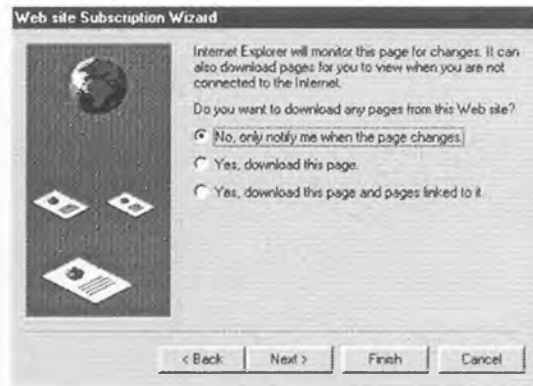 Web site Subscription Wizard
Internet Explorer will monitor this page for changes. It can
also download pages for you to view when you are not
connected to the Internet.
Do you want to download any pages from this Web site?
No, only notify me when the page changes.
Yes, download this page.
Yes, download this page and pages linked to it
< Back
Next >
Finish
Cancel